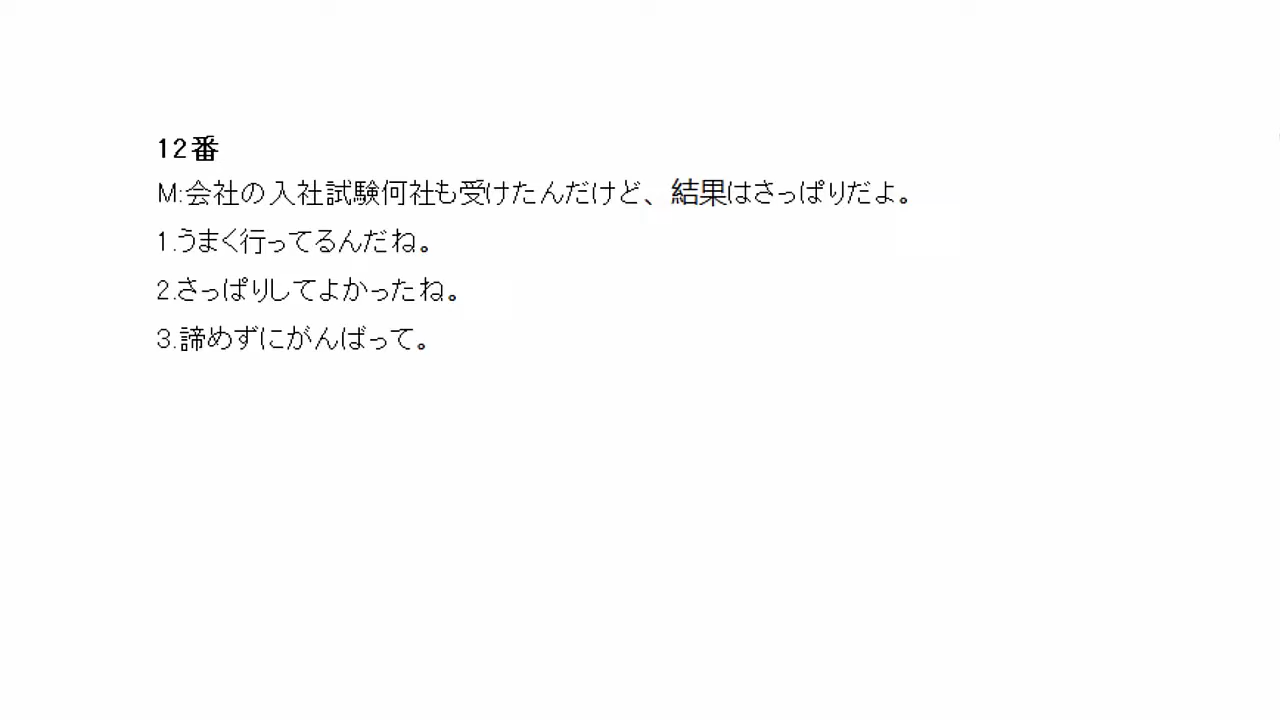 12番
M:会社の入社試験何社も受けたんだけど、結果はさっぱりだよ。
1.うまく行ってるんだね。
2.さっぱりしてよかったね。
3.諦めずにがんばって。